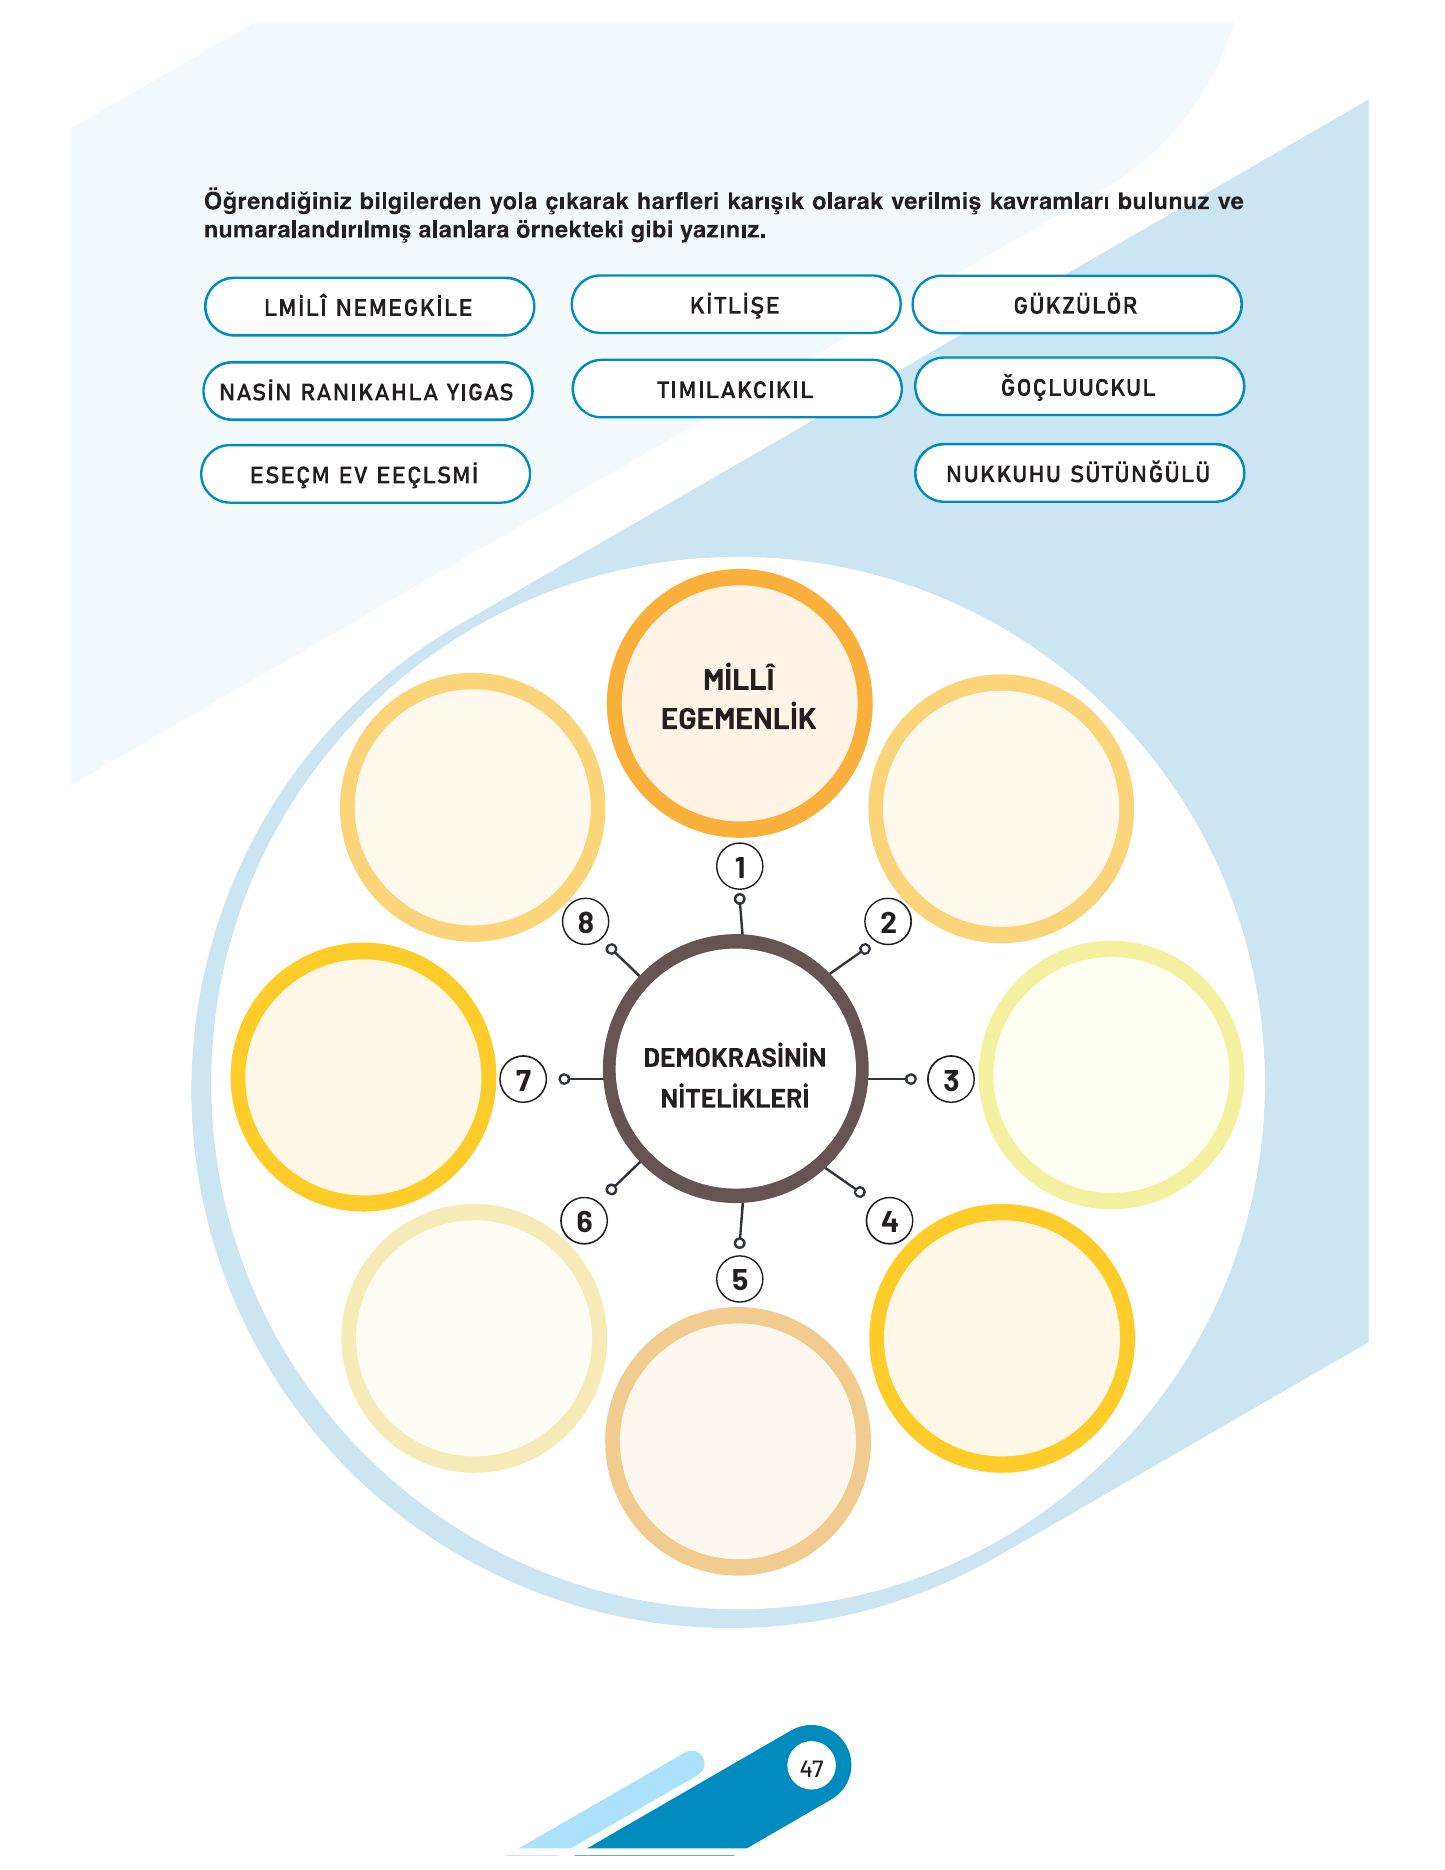 Öğrendiğiniz bilgilerden yola çıkarak harfleri karışık olarak verilmiş kavramları bulunuz ve
numaralandırılmış alanlara örnekteki gibi yazınız.
LMİLÎ NEMEGKİLE
KİTLİŞE
GÜKZÜLÖR
NASİN RANIKAHLA YIGAS
TIMILAKCIKIL
ĞOÇLUUCKUL
ESEÇM EV EEÇLSMİ
NUKKUHU SÜTÜNĞÜLÜ
MİLLÎ
EGEMENLİK
1
8
2
DEMOKRASİNİN
NİTELİKLERİ
7
3
6
4
5
47